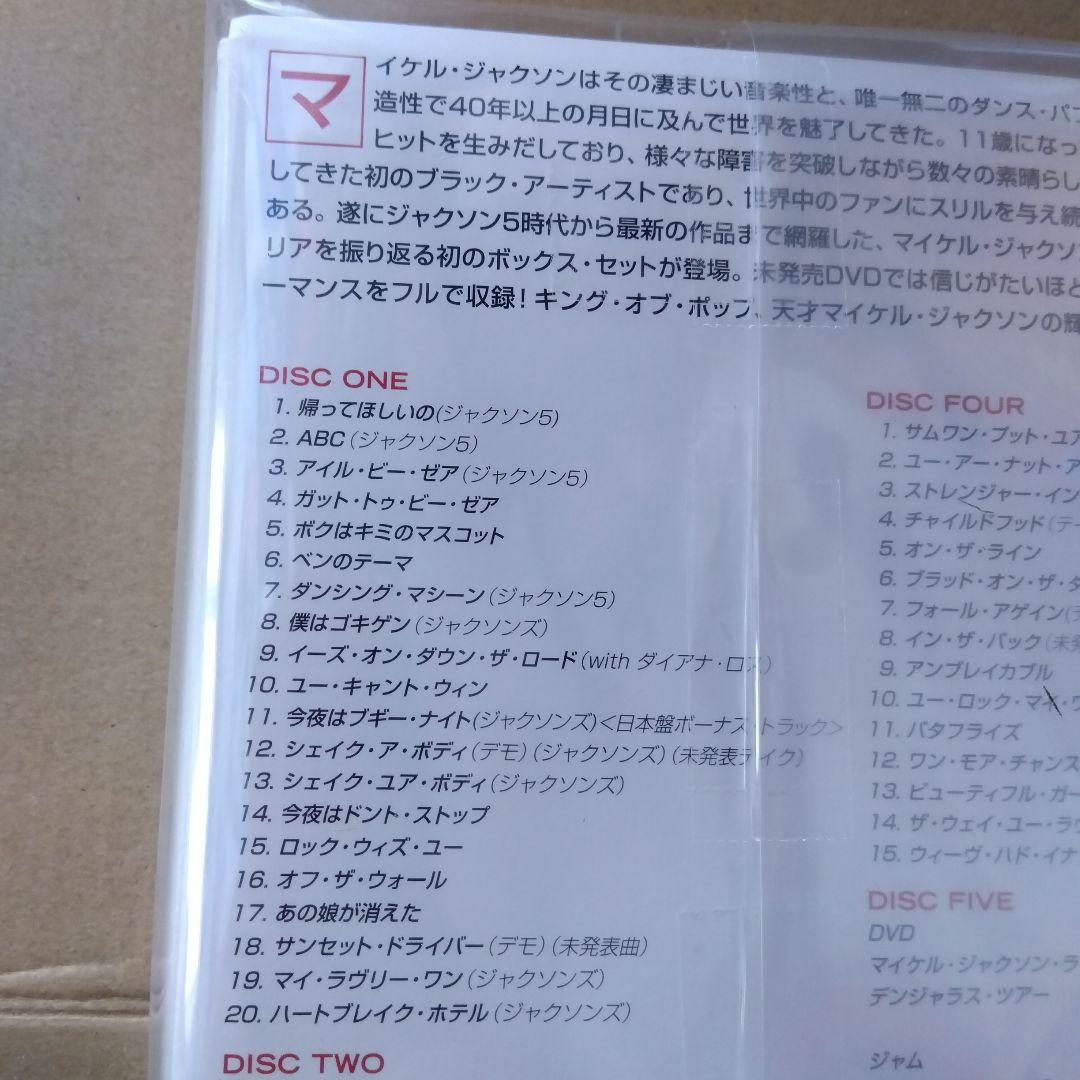 マイケル・ジャクソンはその凄まじい音楽性と、唯一無二のダンス・パフ
造性で40年以上の月日に及んで世界を魅了してきた。11歳になっ
ヒットを生みだしており、様々な障害を突破しながら数々の素晴らし
してきた初のブラック・アーティストであり、世界中のファンにスリルを与え続
ある。遂にジャクソン5時代から最新の作品まで網羅した、マイケル・ジャクソ
リアを振り返る初のボックス・セットが登場。未発売DVDでは信じがたいほど
ーマンスをフルで収録!キング・オブ・ポップ、天才マイケル・ジャクソンの輝
DISC ONE
1. 帰ってほしいの(ジャクソン5)
2. ABC(ジャクソン5)
3. アイル・ビー・ゼア(ジャクソン5)
4. ガット・トゥ・ビー・ゼア
5. ボクはキミのマスコット
6. ベンのテーマ
7. ダンシング・マシーン(ジャクソン5)
8. 僕はゴキゲン(ジャクソンズ)
9. イーズ・オン・ダウン・ザ・ロード(with ダイアナ・ロス)
10. ユー・キャント・ウィン
11. 今夜はブギー・ナイト(ジャクソンズ)<日本盤ボーナス・トラック>
12. シェイク・ア・ボディ(デモ)(ジャクソンズ)(未発表テイク)
13. シェイク・ユア・ボディ(ジャクソンズ)
14. 今夜はドント・ストップ
15. ロック・ウィズ・ユー
16. オフ・ザ・ウォール
17. あの娘が消えた
18. サンセット・ドライバー(デモ)(未発表曲)
19. マイ・ラヴリー・ワン(ジャクソンズ)
20. ハートブレイク・ホテル(ジャクソンズ)
DISC TWO
DISC FOUR
1. サムワン・プット・ユア
2. ユー・アー・ナット・ア
3. ストレンジャー・イン
4. チャイルドフッド(テー
5. オン・ザ・ライン
6. ブラッド・オン・ザ・ダ
7. フォール・アゲイン(デ
8. イン・ザ・バック(未発
9. アンブレイカブル
10. ユー・ロック・マイ・ワ
11. バタフライズ
12. ワン・モア・チャンス
13. ビューティフル・ガー
14. ザ・ウェイ・ユー・ラヴ
15. ウィーヴ・ハド・イナ
DISC FIVE
DVD
マイケル・ジャクソン・ラ
デンジャラス・ツアー
ジャム